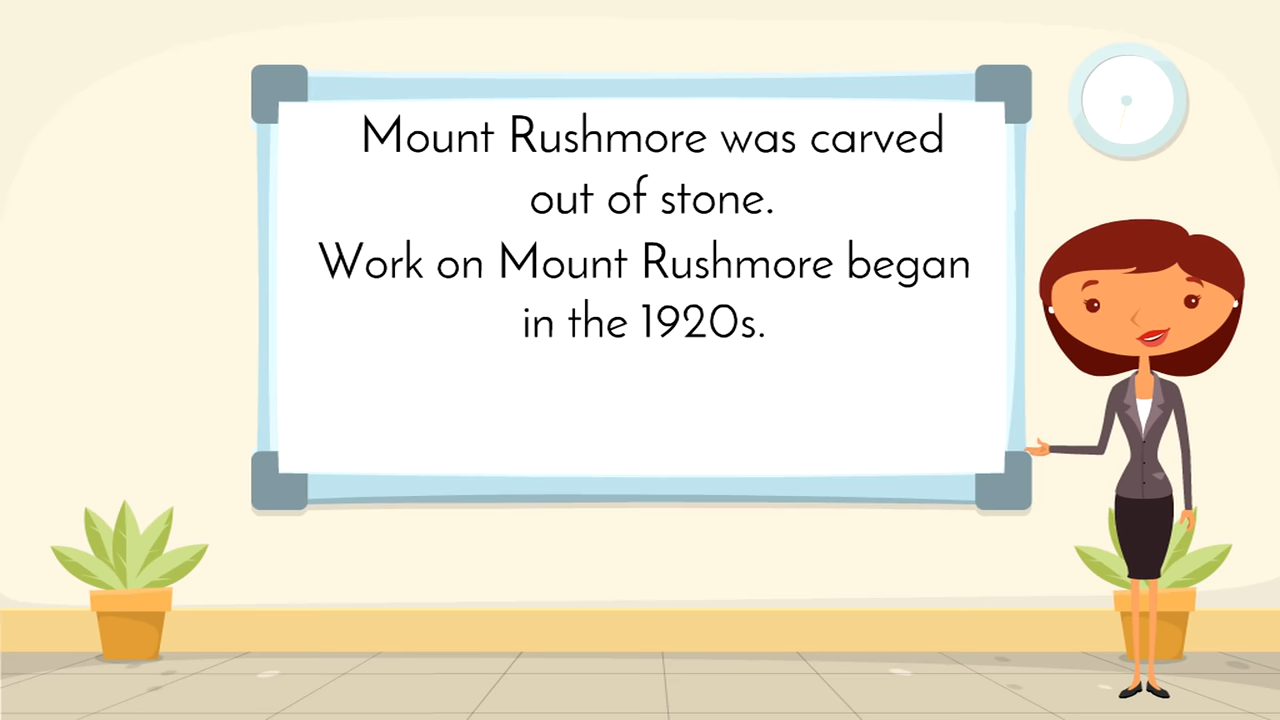 Mount Rushmore was carved
out of stone.
Work on Mount Rushmore began
in the 1920s.